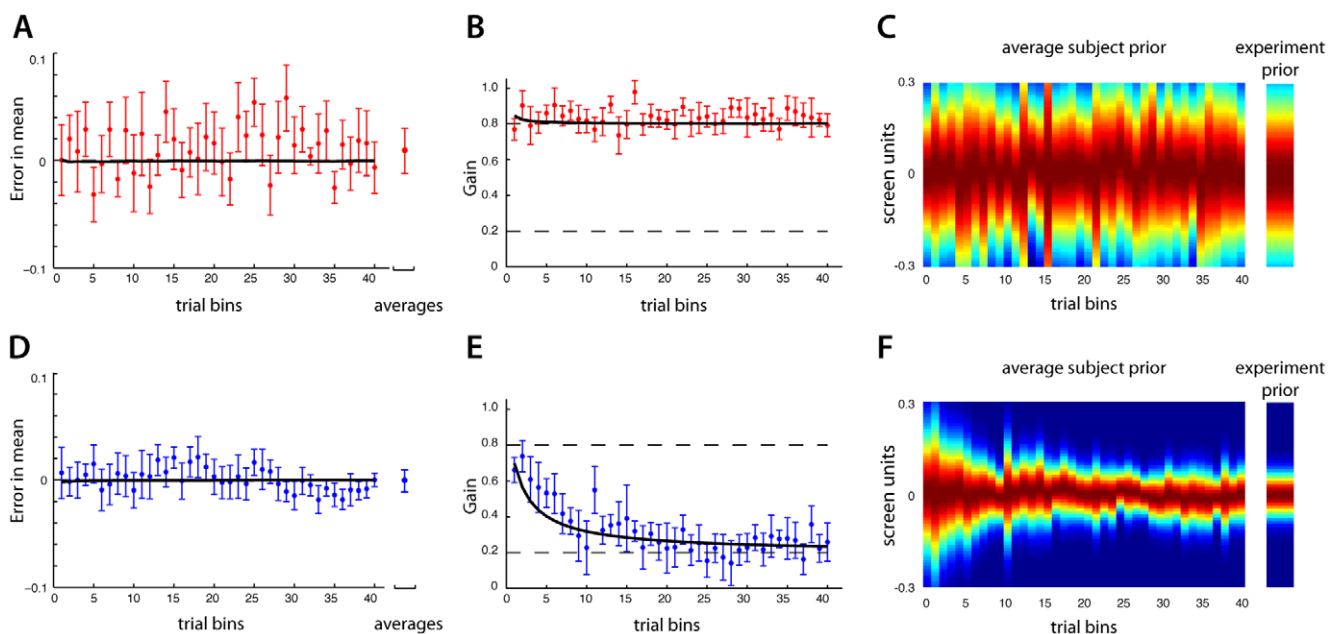 A
B
C
average subject prior
experiment
prior
Error in mean
0.1
0
−0.1
0 5 10 15 20 25 30 35 40
trial bins
averages
Gain
1.0
0.8
0.6
0.4
0.2
0
0 5 10 15 20 25 30 35 40
trial bins
screen units
0.3
0
-0.3
0 5 10 15 20 25 30 35 40
trial bins
D
E
F
average subject prior
experiment
prior
Error in mean
0.1
0
−0.1
0 5 10 15 20 25 30 35 40
trial bins
averages
Gain
1.0
0.8
0.6
0.4
0.2
0.0
0 5 10 15 20 25 30 35 40
trial bins
screen units
0.3
0
-0.3
0 5 10 15 20 25 30 35 40
trial bins